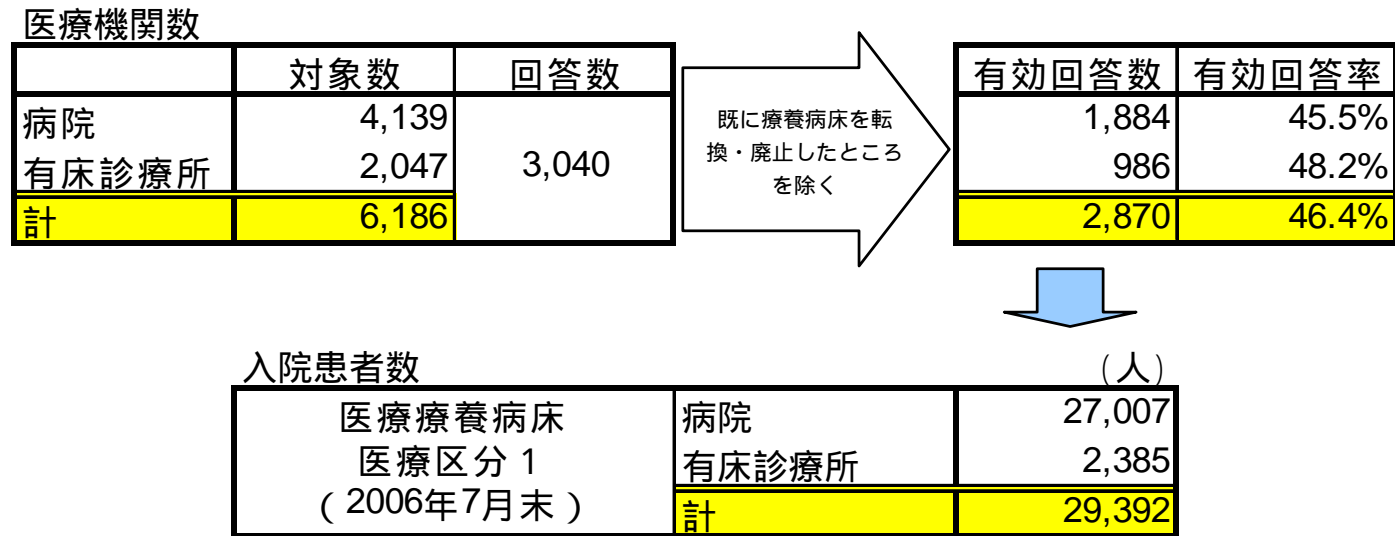 医療機関数
対象数 回答数
病院 4,139
有床診療所 2,047 3,040
計 6,186
既に療養病床を転
換・廃止したところ
を除く
有効回答数 有効回答率
1,884 45.5%
986 48.2%
2,870 46.4%
入院患者数 (人)
医療療養病床
医療区分1
(2006年7月末)
病院 27,007
有床診療所 2,385
計 29,392